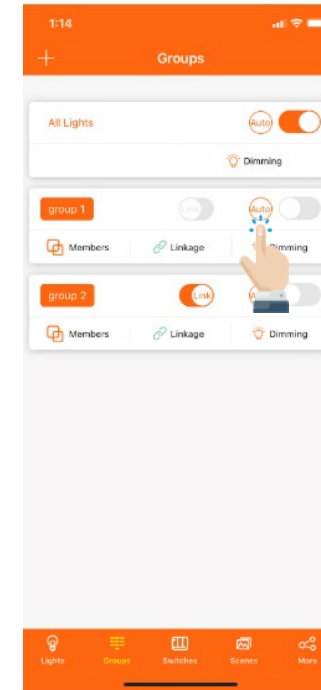 1:14
Groups
All Lights Auto
Dimming
group 1 Link Auto
Members Linkage Dimming
group 2 Link
Members Linkage Dimming
Lights Groups Switches Scenes More